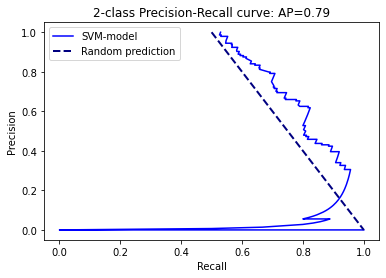 2-class Precision-Recall curve: AP=0.79
SVM-model
Random prediction
Precision
1.0
0.8
0.6
0.4
0.2
0.0
0.0 0.2 0.4 0.6 0.8 1.0
Recall